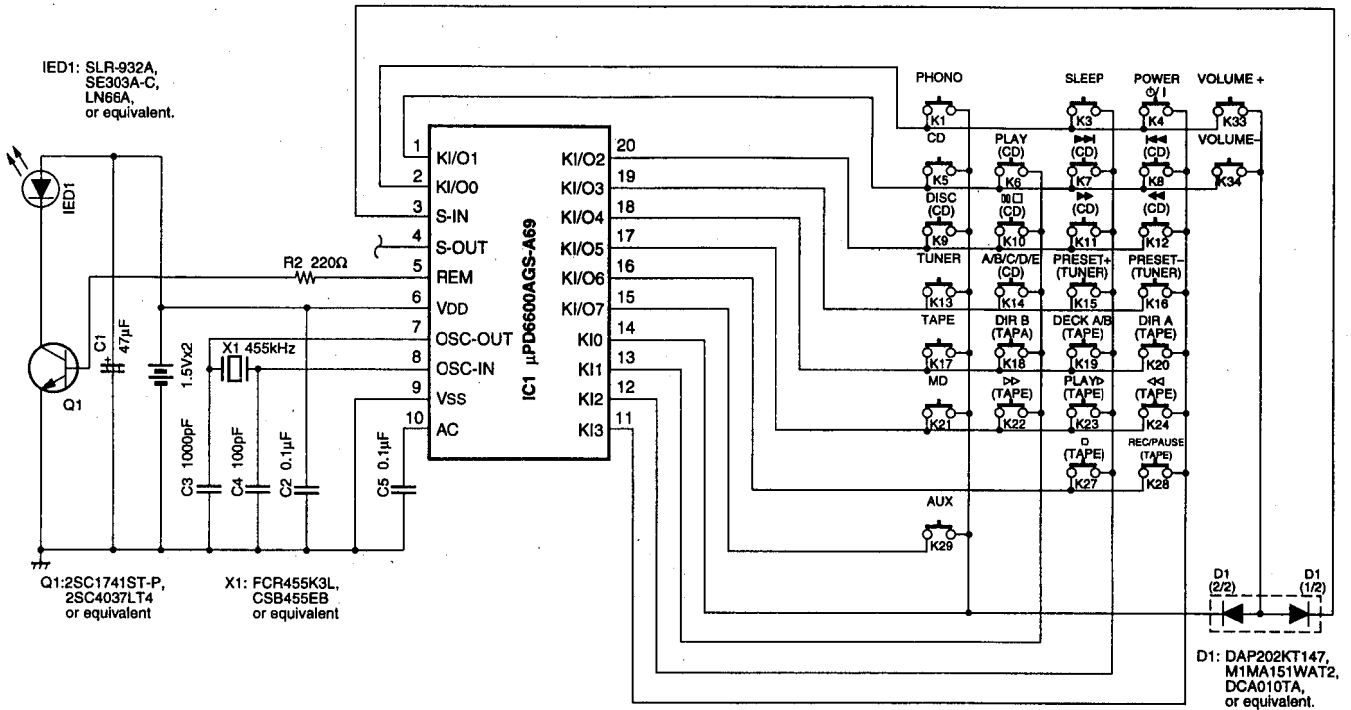 IED1: SLR-932A,
SE303A-C,
LN66A,
or equivalent.
IED1
C1
47µF
1.5Vx2
Q1
R2 220Ω
X1 455kHz
C3 1000pF
C4 100pF
C2 0.1µF
C5 0.1µF
Q1:2SC1741ST-P,
2SC4037LT4
or equivalent
X1: FCR455K3L,
CSB455EB
or equivalent
IC1 µPD6600AGS-A69
1 KI/O1
2 KI/O0
3 S-IN
4 S-OUT
5 REM
6 VDD
7 OSC-OUT
8 OSC-IN
9 VSS
10 AC
KI/O2 20
KI/O3 19
KI/O4 18
KI/O5 17
KI/O6 16
KI/O7 15
KI0 14
KI1 13
KI2 12
KI3 11
PHONO SLEEP POWER VOLUME +
⏻/ I
K1 K3 K4 K33
CD PLAY (CD) ▶▶| (CD) |◀◀ (CD) VOLUME–
K5 K6 K7 K8 K34
DISC (CD) ▯▯□ (CD) ▶▶ (CD) ◀◀ (CD)
K9 K10 K11 K12
TUNER A/B/C/D/E (CD) PRESET+ (TUNER) PRESET– (TUNER)
K13 K14 K15 K16
TAPE DIR B (TAPA) DECK A/B (TAPE) DIR A (TAPE)
K17 K18 K19 K20
MD ▷▷ (TAPE) PLAY▷ (TAPE) ◁◁ (TAPE)
K21 K22 K23 K24
□ (TAPE) REC/PAUSE (TAPE)
K27 K28
AUX
K29
D1 (2/2) D1 (1/2)
D1: DAP202KT147,
M1MA151WAT2,
DCA010TA,
or equivalent.